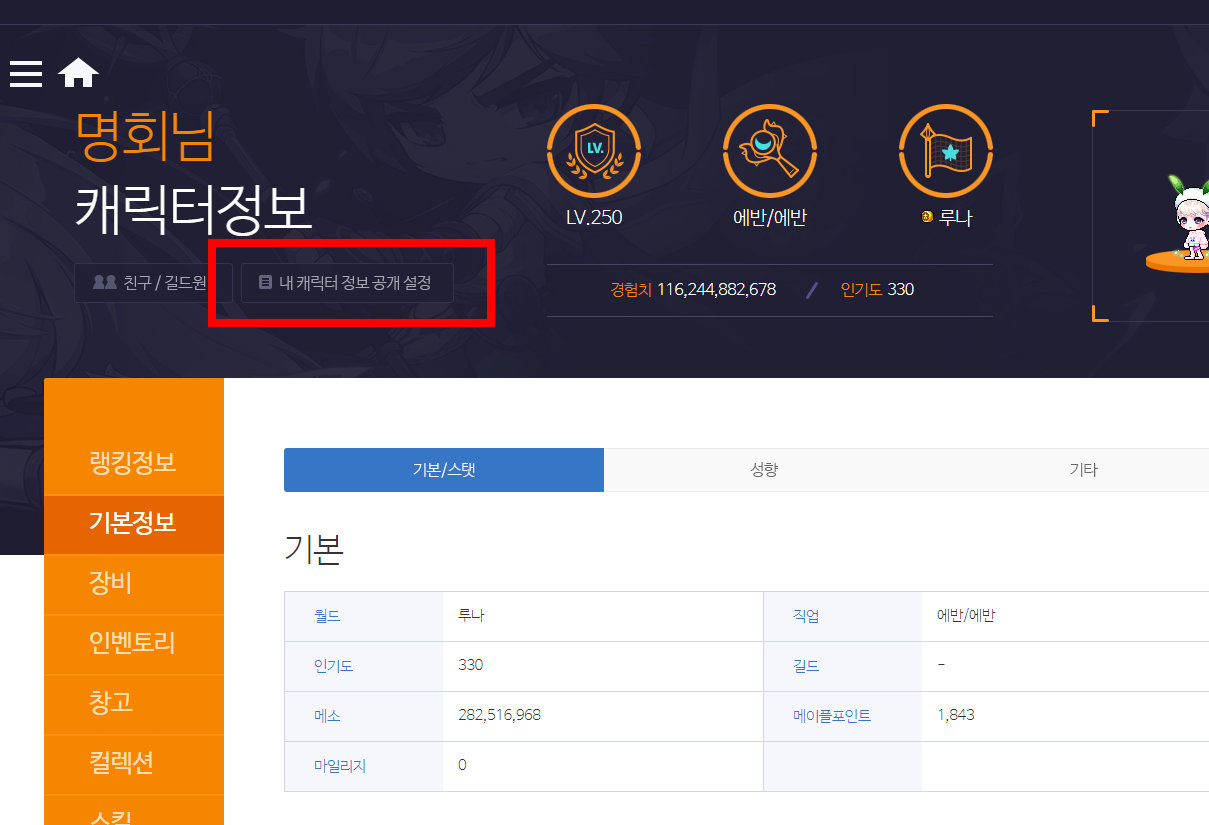 명회님
캐릭터정보
친구 / 길드원
내 캐릭터 정보 공개 설정
LV.
LV.250
에반/에반
루나
경험치 116,244,882,678 / 인기도 330
랭킹정보
기본정보
장비
인벤토리
창고
컬렉션
스킬
기본/스탯
성향
기타
기본
월드 루나 직업 에반/에반
인기도 330 길드 -
메소 282,516,968 메이플포인트 1,843
마일리지 0